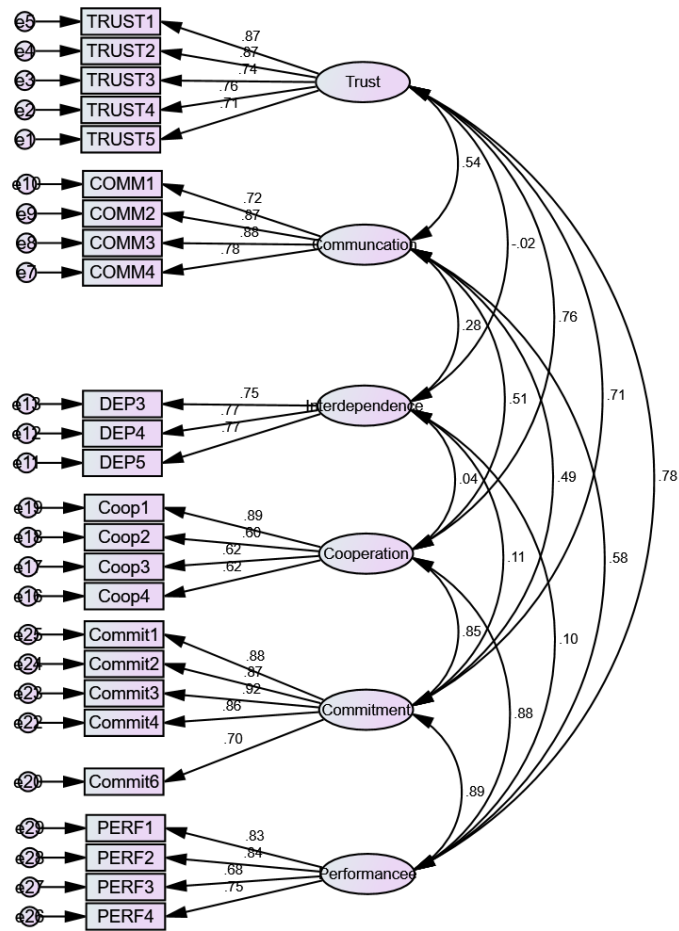 e5 TRUST1
e4 TRUST2
e3 TRUST3
e2 TRUST4
e1 TRUST5
.87
.87
.74
.76
.71
Trust
e10 COMM1
e9 COMM2
e8 COMM3
e7 COMM4
.72
.87
.88
.78
Communcation
e13 DEP3
e12 DEP4
e11 DEP5
.75
.77
.77
Interdependence
e19 Coop1
e18 Coop2
e17 Coop3
e16 Coop4
.89
.60
.62
.62
Cooperation
e25 Commit1
e24 Commit2
e23 Commit3
e22 Commit4
e20 Commit6
.88
.87
.92
.86
.70
Commitment
e29 PERF1
e28 PERF2
e27 PERF3
e26 PERF4
.83
.84
.68
.75
Performancee
.54
-.02
.76
.28
.71
.51
.78
.04
.49
.11
.58
.85
.10
.88
.89